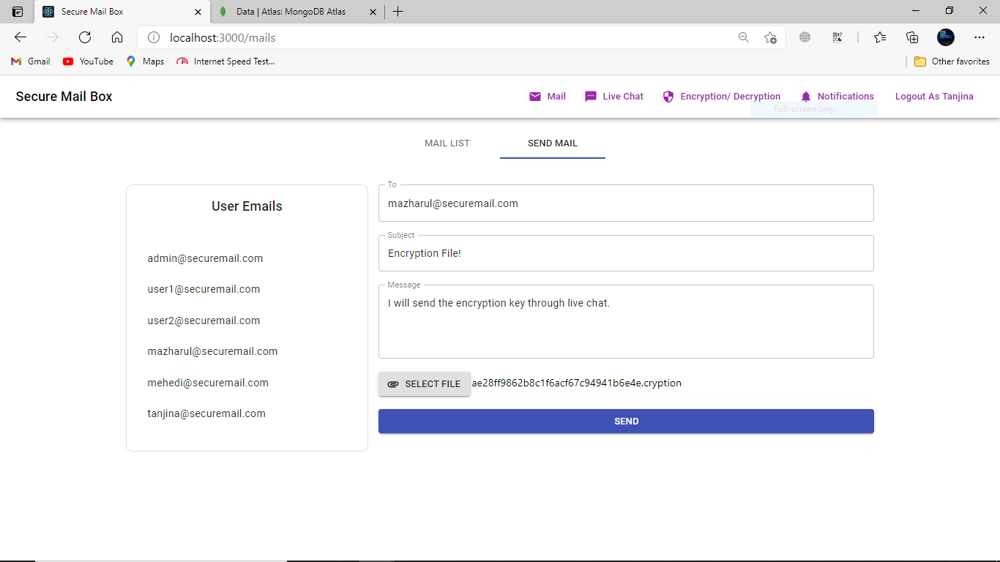 Secure Mail Box
Data | Atlas: MongoDB Atlas
localhost:3000/mails
Gmail
YouTube
Maps
Internet Speed Test...
Other favorites
Secure Mail Box
Mail
Live Chat
Encryption/ Decryption
Notifications
Logout As Tanjina
Full-screen Snip
MAIL LIST
SEND MAIL
User Emails
admin@securemail.com
user1@securemail.com
user2@securemail.com
mazharul@securemail.com
mehedi@securemail.com
tanjina@securemail.com
To
mazharul@securemail.com
Subject
Encryption File!
Message
I will send the encryption key through live chat.
SELECT FILE
ae28ff9862b8c1f6acf67c94941b6e4e.cryption
SEND